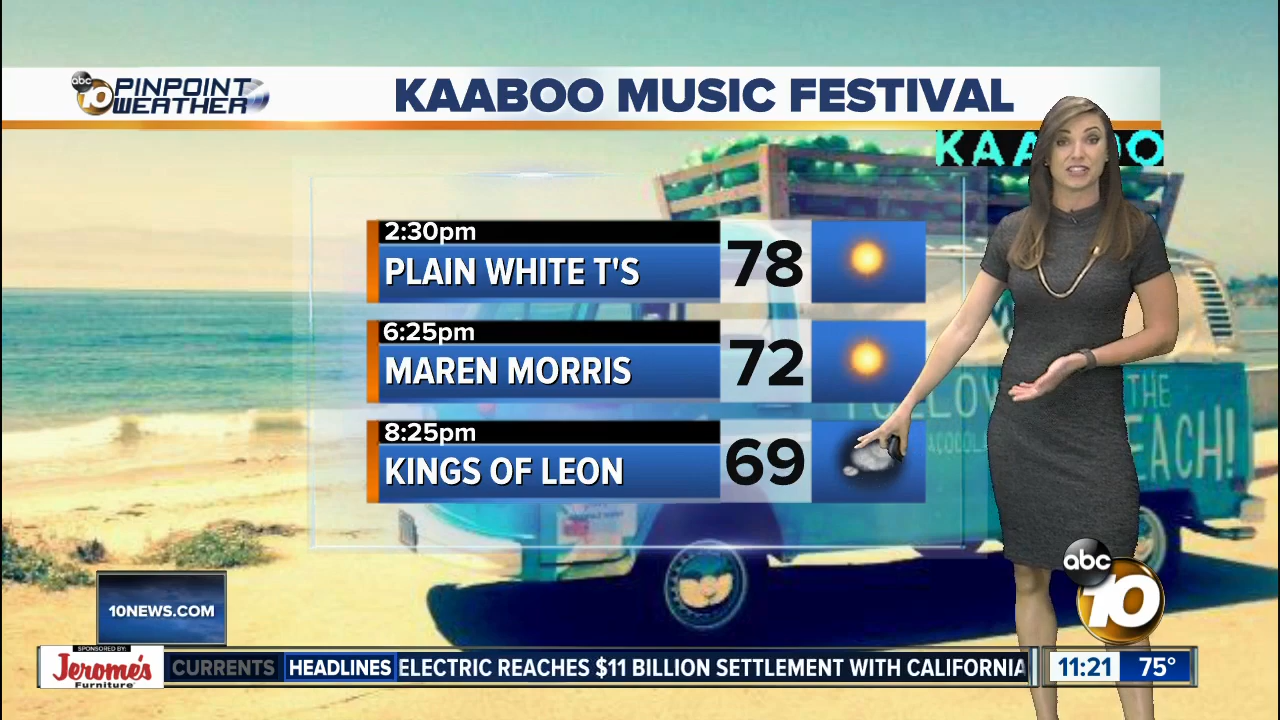 abc 10 PINPOINT WEATHER
KAABOO MUSIC FESTIVAL
2:30pm
PLAIN WHITE T'S 78
6:25pm
MAREN MORRIS 72
8:25pm
KINGS OF LEON 69
THE
EACH!
abc
10
10NEWS.COM
SPONSORED BY:
Jerome's
Furniture
CURRENTS HEADLINES ELECTRIC REACHES $11 BILLION SETTLEMENT WITH CALIFORNIA 11:21 75°